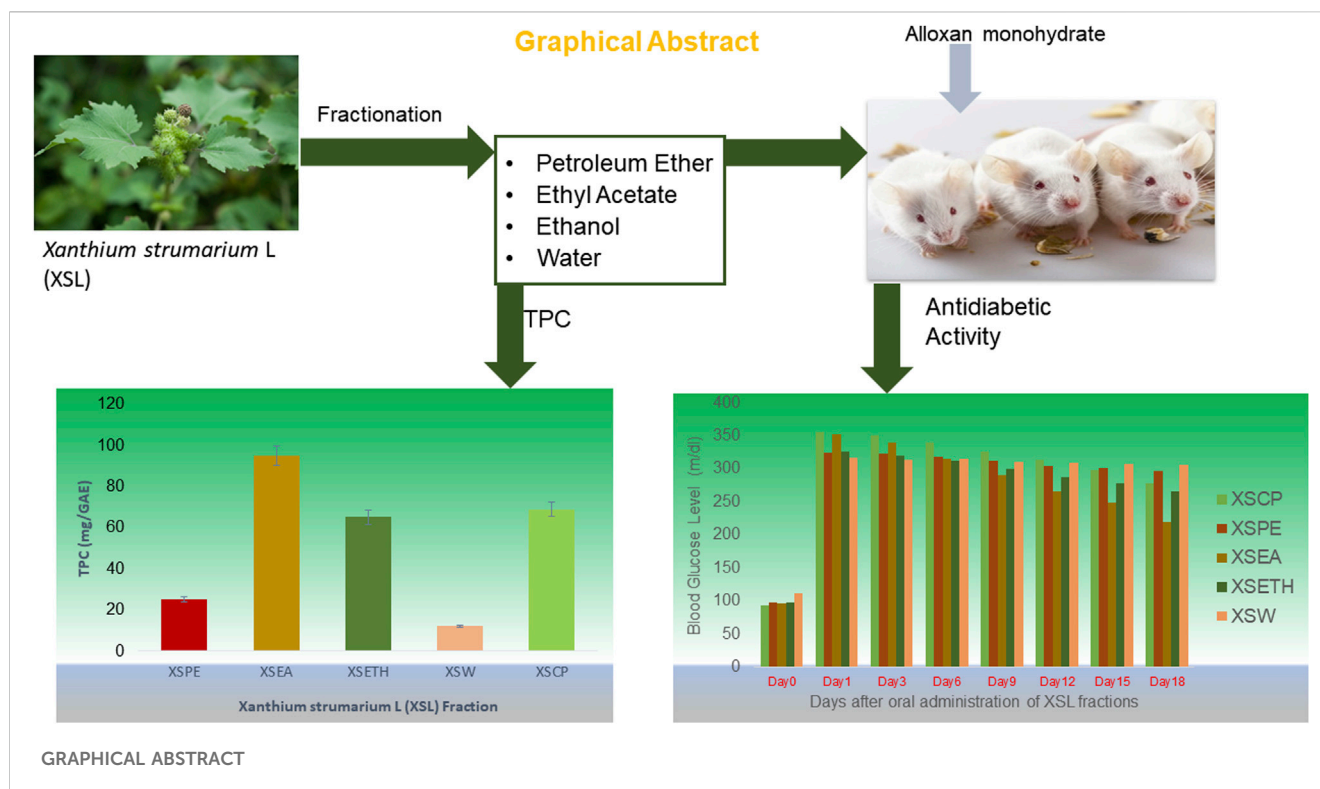 Graphical Abstract
Alloxan monohydrate
Fractionation
• Petroleum Ether
• Ethyl Acetate
• Ethanol
• Water
Xanthium strumarium L
(XSL)
TPC
Antidiabetic
Activity
120
100
80
60
40
20
0
TPC (mg/GAE)
XSPE XSEA XSETH XSW XSCP
Xanthium strumarium L (XSL) Fraction
400
350
300
250
200
150
100
50
0
Blood Glucose Level (m/dl)
Day0 Day1 Day3 Day6 Day9 Day12 Day15 Day18
Days after oral administration of XSL fractions
XSCP
XSPE
XSEA
XSETH
XSW
GRAPHICAL ABSTRACT